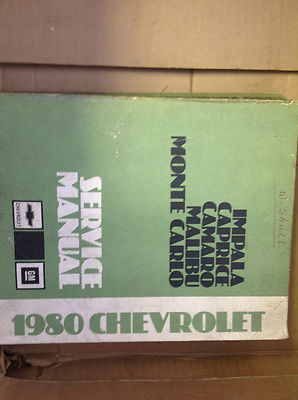 IMPALA
CAPRICE
CAMARO
MALIBU
MONTE CARLO
SERVICE
MANUAL
CHEVROLET
GM
1980 CHEVROLET